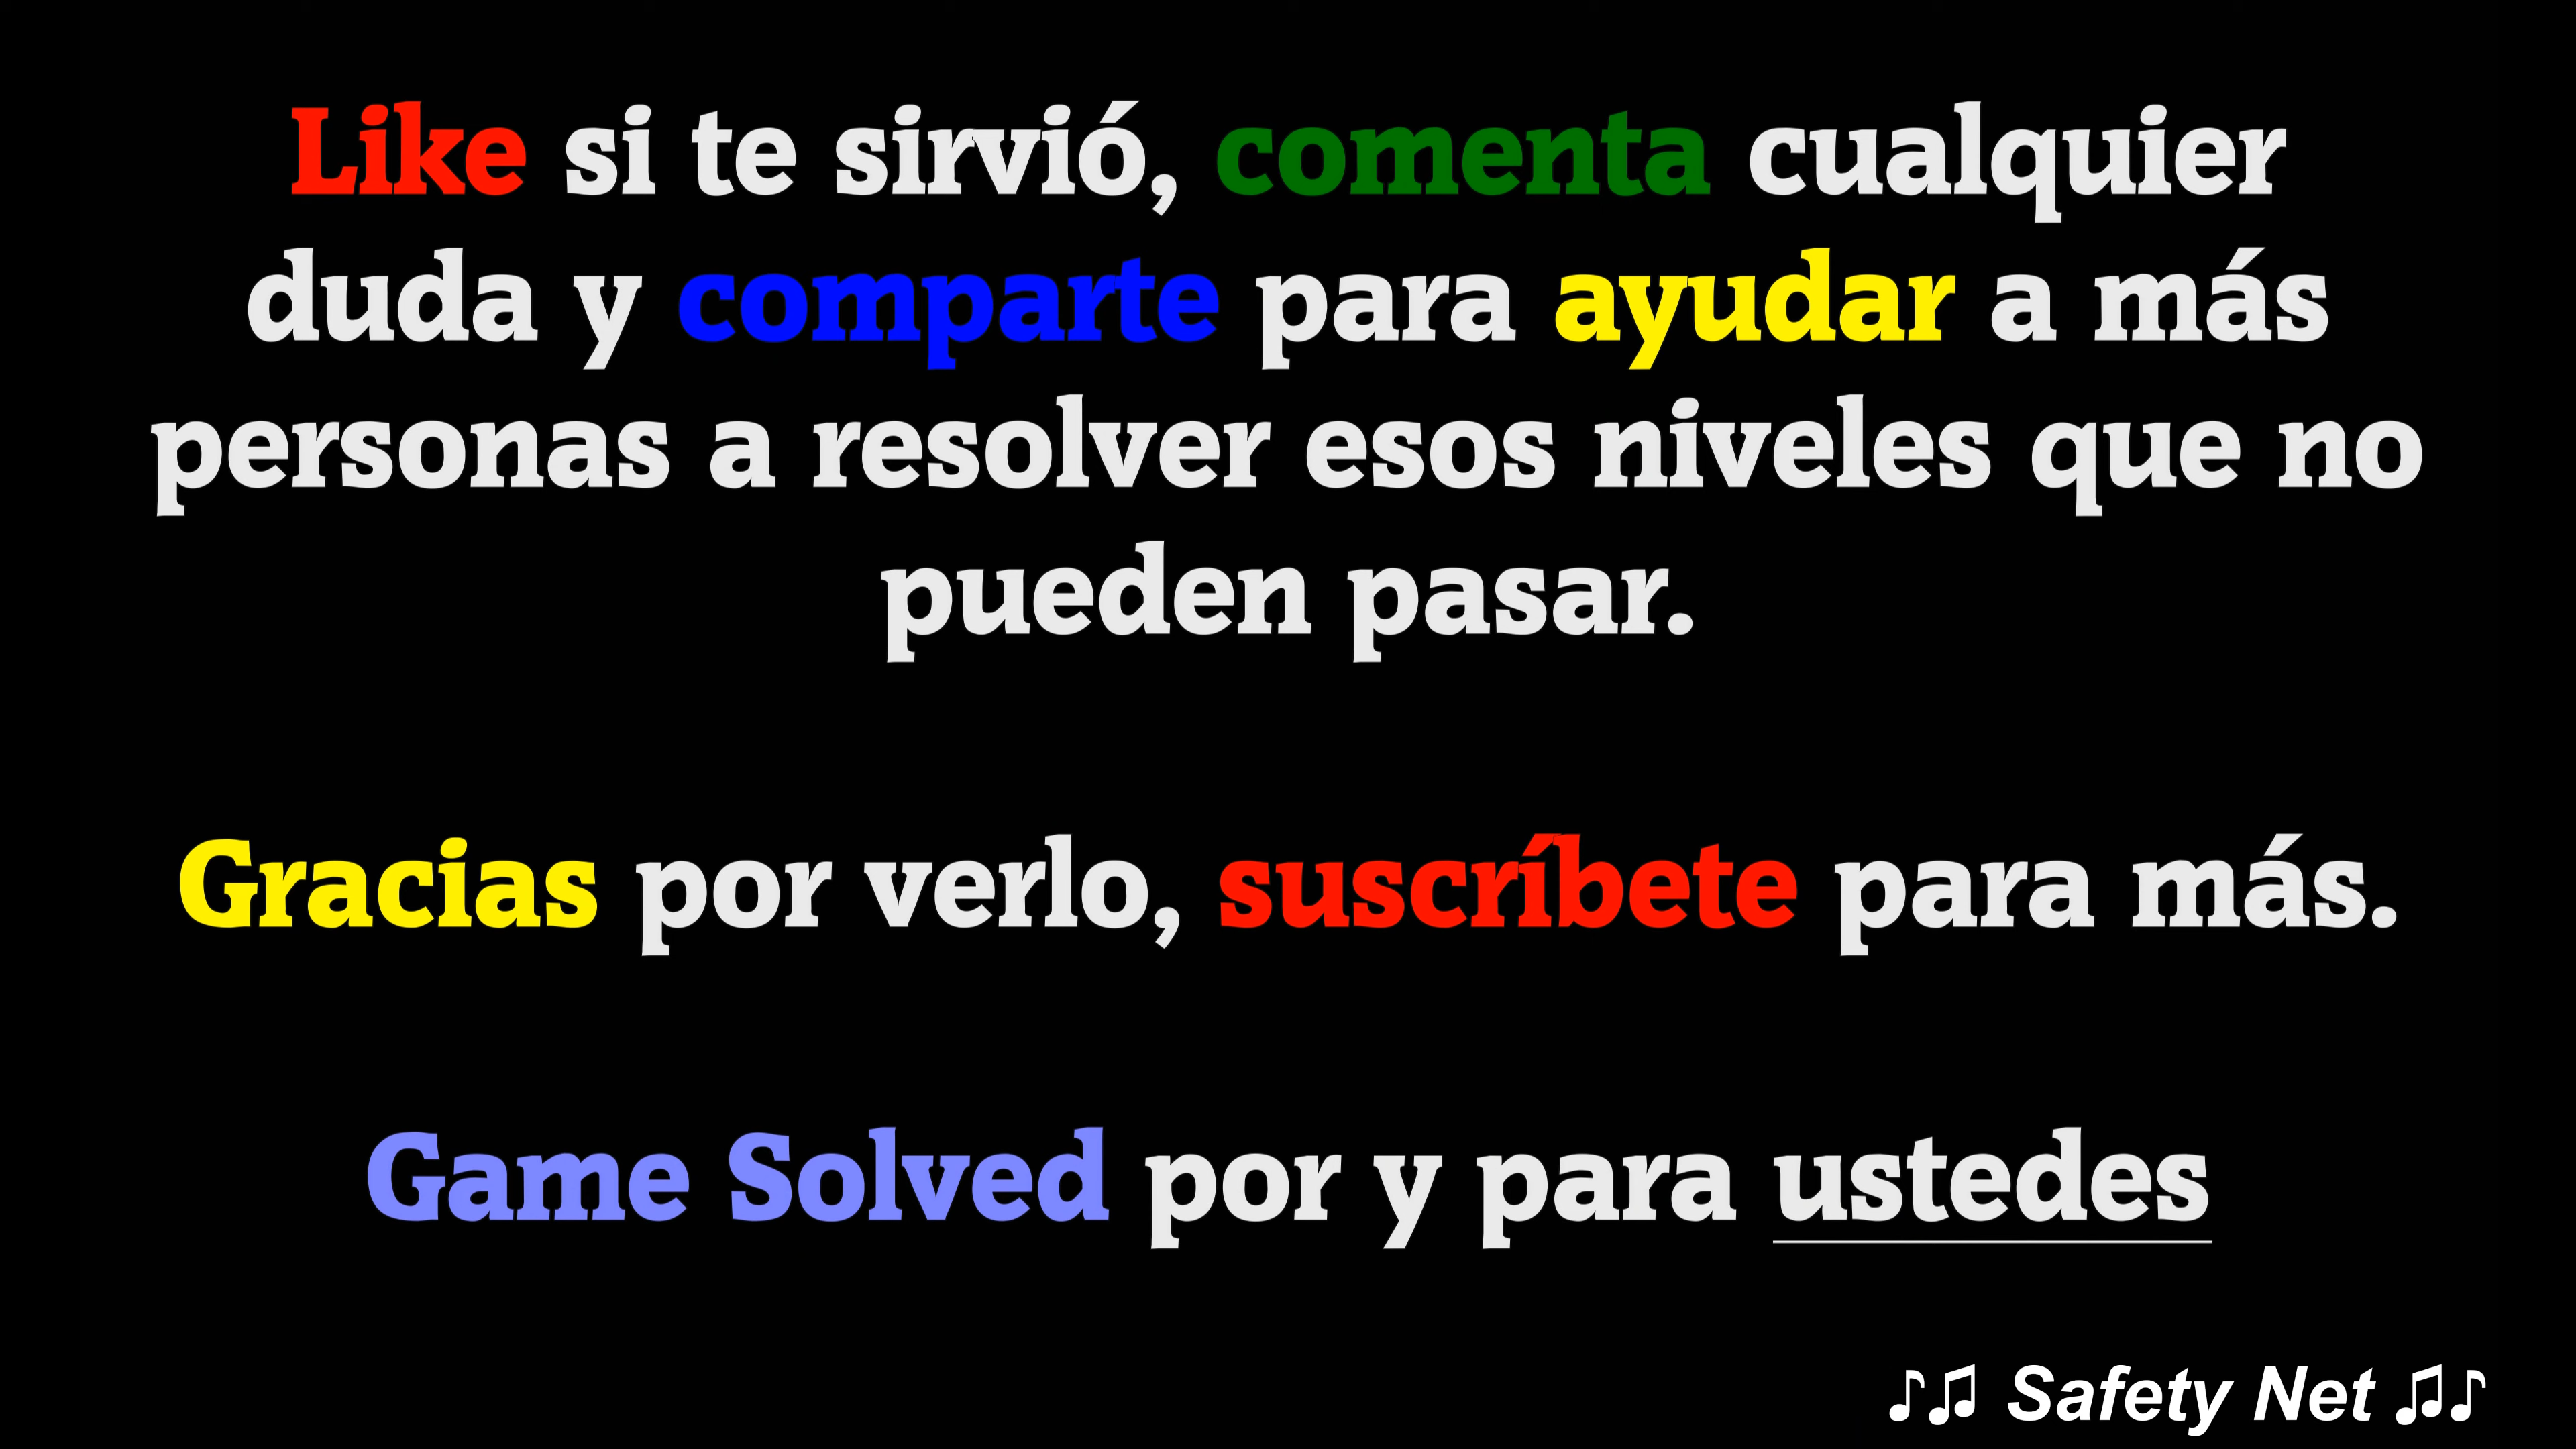 Like si te sirvió, comenta cualquier
duda y comparte para ayudar a más
personas a resolver esos niveles que no
pueden pasar.
Gracias por verlo, suscríbete para más.
Game Solved por y para ustedes
♪♫ Safety Net ♫♪